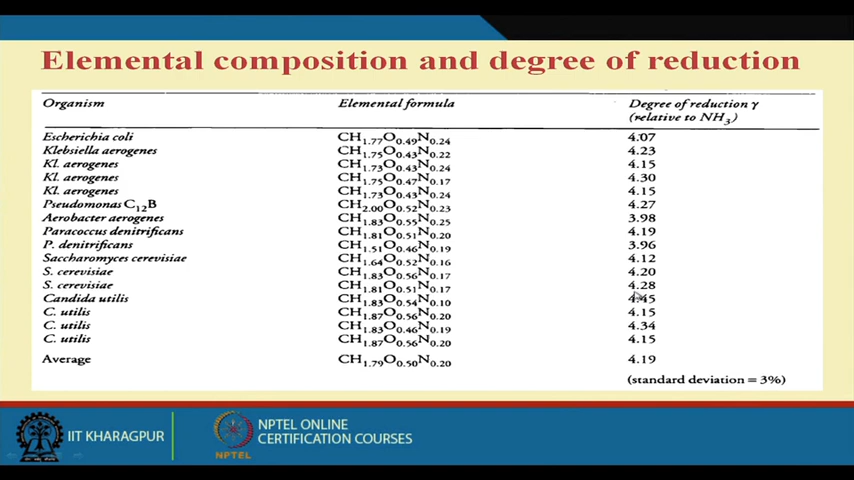 Elemental composition and degree of reduction
Organism Elemental formula Degree of reduction γ
(relative to NH₃)
Escherichia coli CH₁.₇₇O₀.₄₉N₀.₂₄ 4.07
Klebsiella aerogenes CH₁.₇₅O₀.₄₃N₀.₂₂ 4.23
Kl. aerogenes CH₁.₇₃O₀.₄₃N₀.₂₄ 4.15
Kl. aerogenes CH₁.₇₅O₀.₄₇N₀.₁₇ 4.30
Kl. aerogenes CH₁.₇₃O₀.₄₃N₀.₂₄ 4.15
Pseudomonas C₁₂B CH₂.₀₀O₀.₅₂N₀.₂₃ 4.27
Aerobacter aerogenes CH₁.₈₃O₀.₅₅N₀.₂₅ 3.98
Paracoccus denitrificans CH₁.₈₁O₀.₅₁N₀.₂₀ 4.19
P. denitrificans CH₁.₅₁O₀.₄₆N₀.₁₉ 3.96
Saccharomyces cerevisiae CH₁.₆₄O₀.₅₂N₀.₁₆ 4.12
S. cerevisiae CH₁.₈₃O₀.₅₆N₀.₁₇ 4.20
S. cerevisiae CH₁.₈₁O₀.₅₁N₀.₁₇ 4.28
Candida utilis CH₁.₈₃O₀.₅₄N₀.₁₀ 4.45
C. utilis CH₁.₈₇O₀.₅₆N₀.₂₀ 4.15
C. utilis CH₁.₈₃O₀.₄₆N₀.₁₉ 4.34
C. utilis CH₁.₈₇O₀.₅₆N₀.₂₀ 4.15
Average CH₁.₇₉O₀.₅₀N₀.₂₀ 4.19
(standard deviation = 3%)
IIT KHARAGPUR
NPTEL
NPTEL ONLINE
CERTIFICATION COURSES